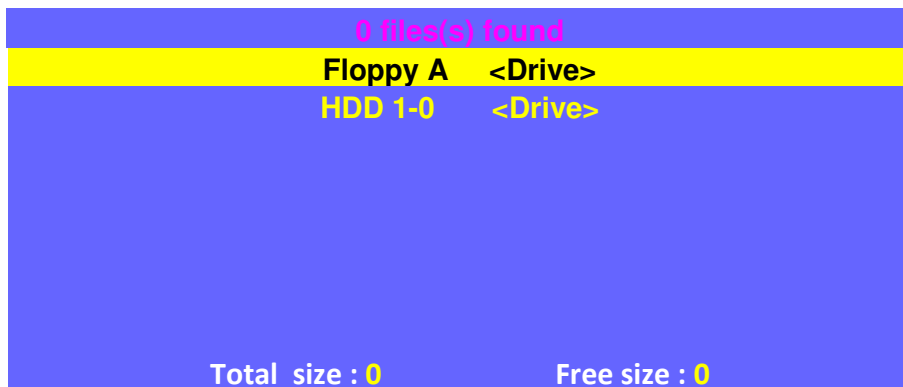 0 files(s) found
Floppy A <Drive>
HDD 1-0 <Drive>
Total size : 0 Free size : 0